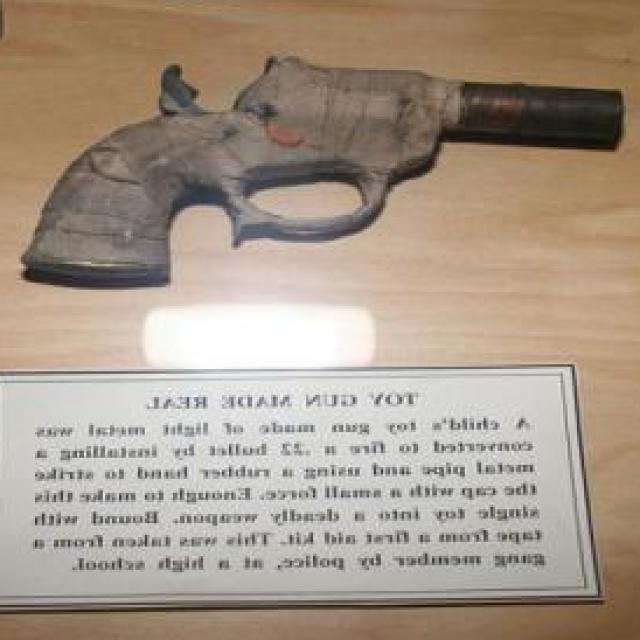 TOY GUN MADE REAL
A child's toy gun made of light metal was
converted to fire a .22 bullet by installing a
metal pipe and using a rubber band to strike
the cap with a small force. Enough to make this
single toy into a deadly weapon. Bound with
tape from a first aid kit. This was taken from a
gang member by police, at a high school.